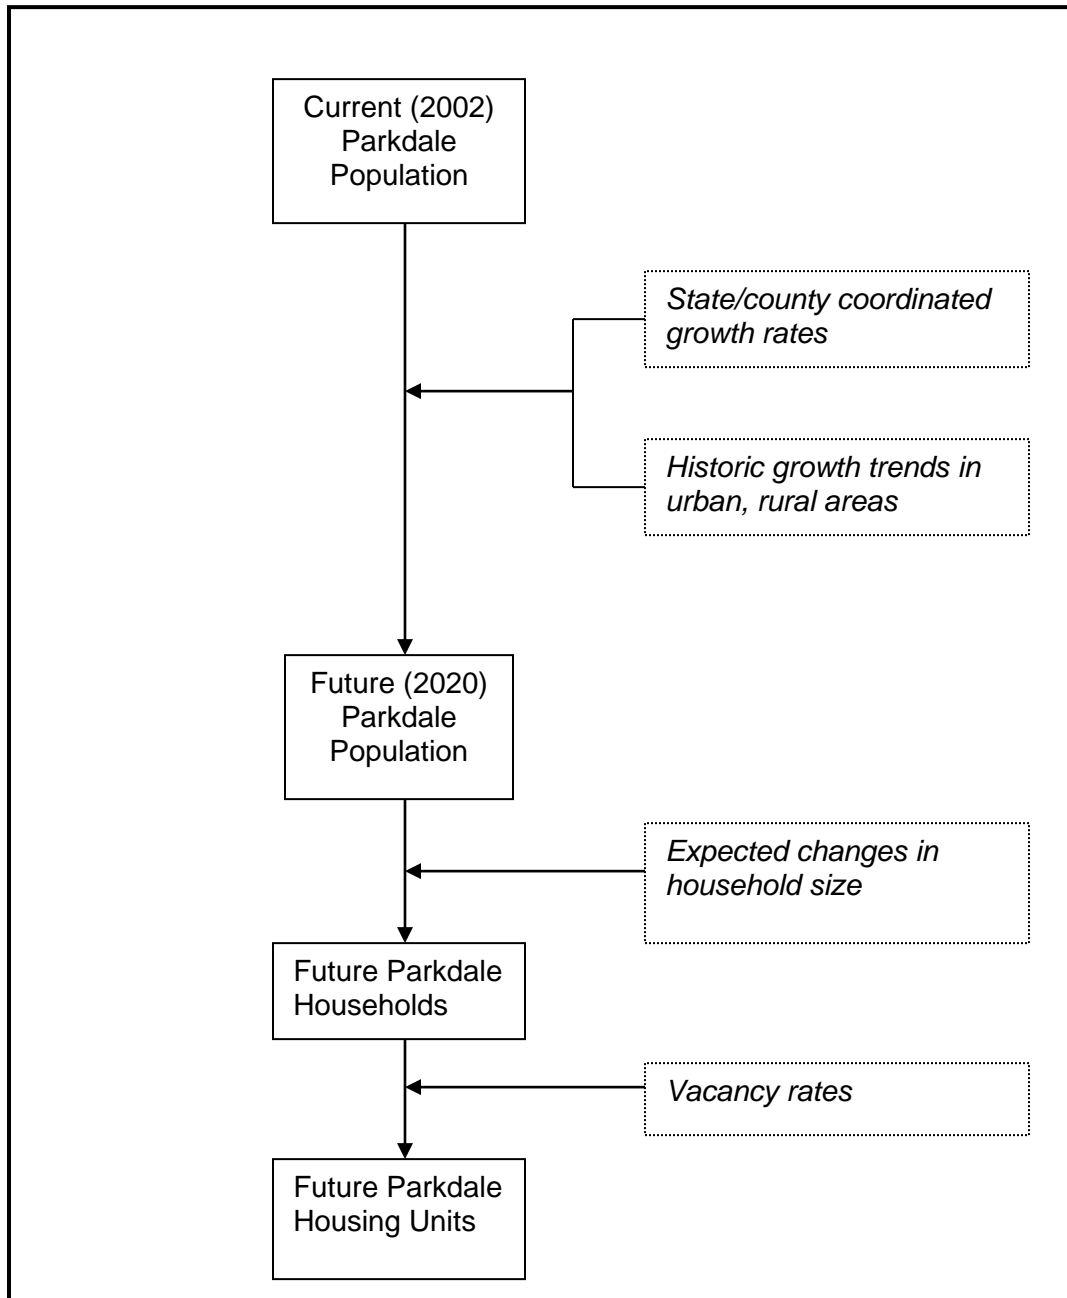 Current (2002)
Parkdale
Population
State/county coordinated
growth rates
Historic growth trends in
urban, rural areas
Future (2020)
Parkdale
Population
Expected changes in
household size
Future Parkdale
Households
Vacancy rates
Future Parkdale
Housing Units